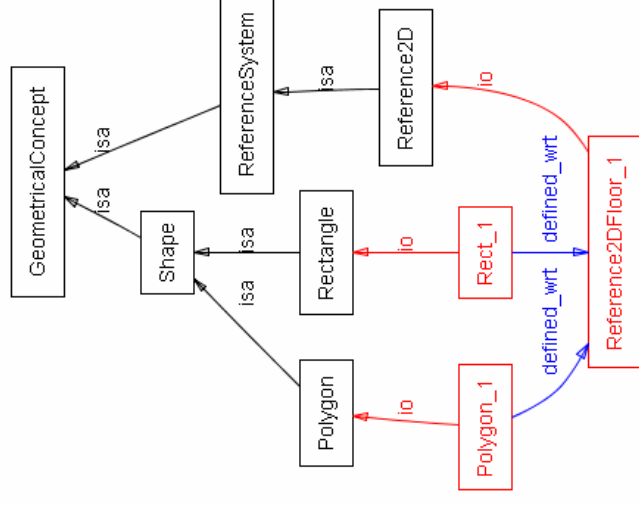 GeometricalConcept
isa
isa
Shape
ReferenceSystem
isa
isa
isa
Polygon
Rectangle
Reference2D
io
io
io
Polygon_1
Rect_1
defined_wrt
defined_wrt
Reference2DFloor_1